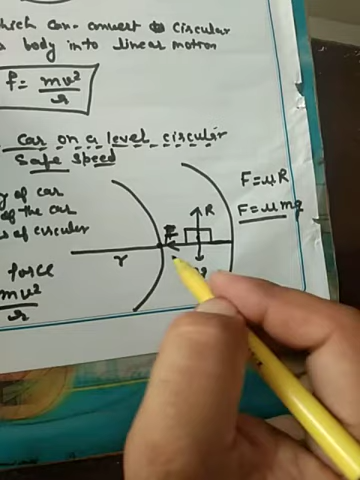 which can convert circular
a body into linear motion
f = mv²/r
car on a level circular
Safe Speed
of car
of the car
of circular
force
mv²/r
r
F
R
F = μR
F = μmg